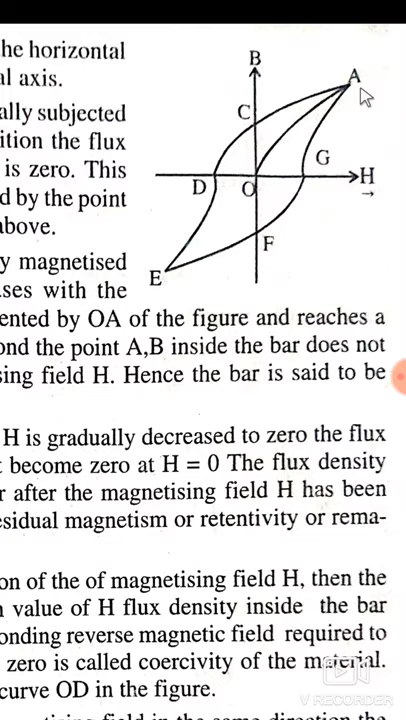 he horizontal
al axis.
ally subjected
ition the flux
is zero. This
d by the point
above.
y magnetised
ses with the
ented by OA of the figure and reaches a
ond the point A,B inside the bar does not
sing field H. Hence the bar is said to be
H is gradually decreased to zero the flux
t become zero at H = 0 The flux density
r after the magnetising field H has been
esidual magnetism or retentivity or rema-
on of the of magnetising field H, then the
n value of H flux density inside the bar
onding reverse magnetic field required to
zero is called coercivity of the material.
curve OD in the figure.
B
A
C
G
D
O
H
→
F
E
V RECORDER